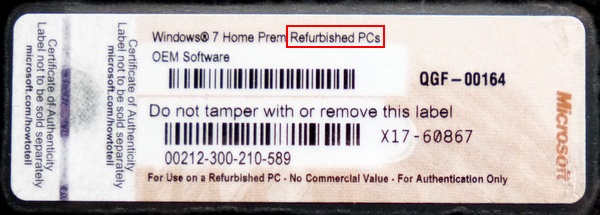 Certificate of Authenticity
Label not to be sold separately
microsoft.com/howtotell
Certificate of Authenticity
Label not to be sold separately
microsoft.com/howtotell
Windows® 7 Home Prem Refurbished PCs
OEM Software
QGF-00164
Do not tamper with or remove this label
X17-60867
00212-300-210-589
For Use on a Refurbished PC - No Commercial Value - For Authentication Only
Microsoft